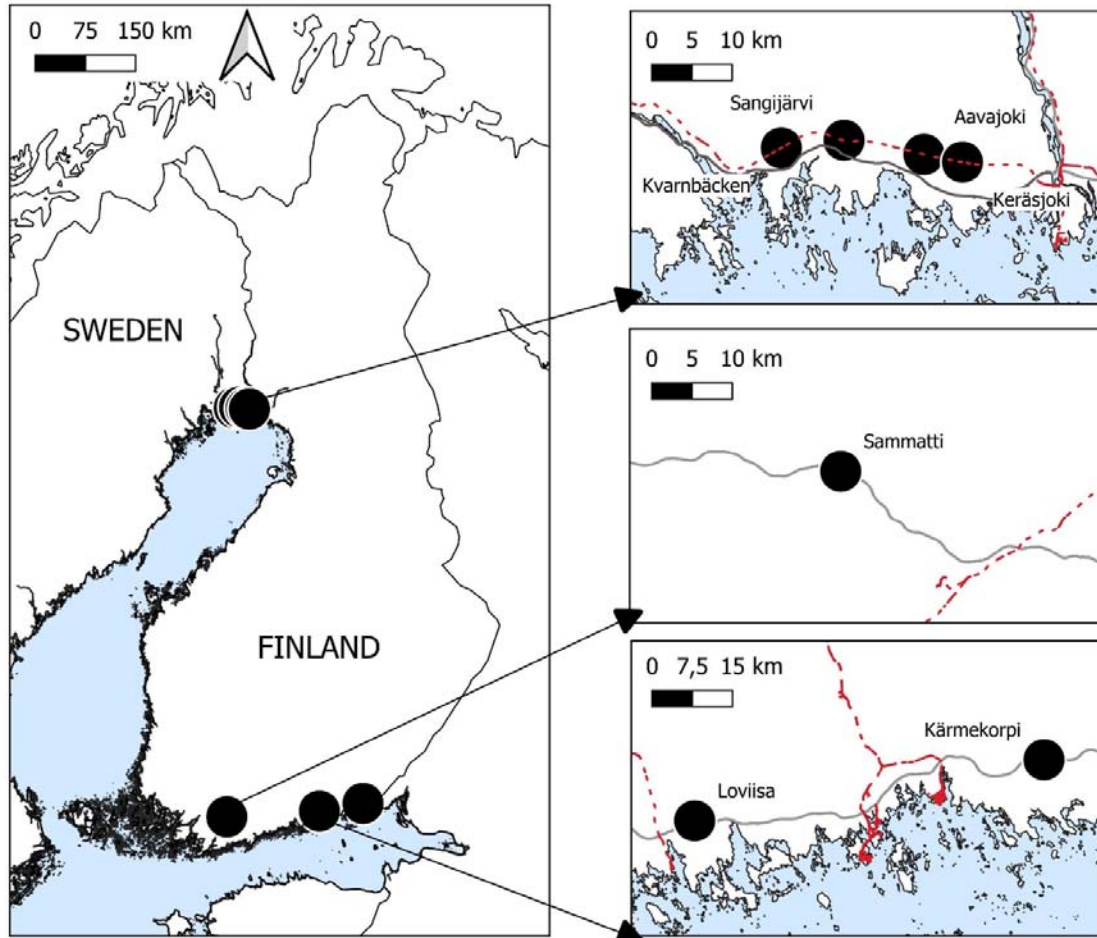 0 75 150 km
SWEDEN
FINLAND
0 5 10 km
Sangijärvi
Aavajoki
Kvarnbäcken
Keräsjoki
0 5 10 km
Sammatti
0 7,5 15 km
Kärmekorpi
Loviisa